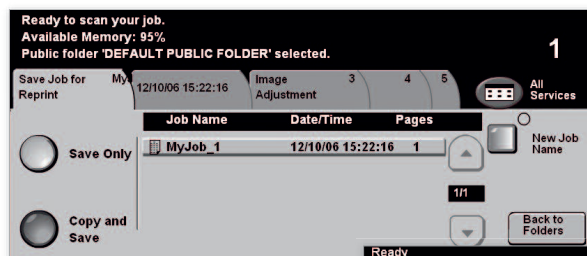 Ready to scan your job.
Available Memory: 95%
Public folder 'DEFAULT PUBLIC FOLDER' selected.
1
Save Job for Reprint
My
12/10/06 15:22:16
Image Adjustment
3
4
5
All Services
Job Name Date/Time Pages
MyJob_1 12/10/06 15:22:16 1
Save Only
New Job Name
1/1
Copy and Save
Back to Folders
Ready